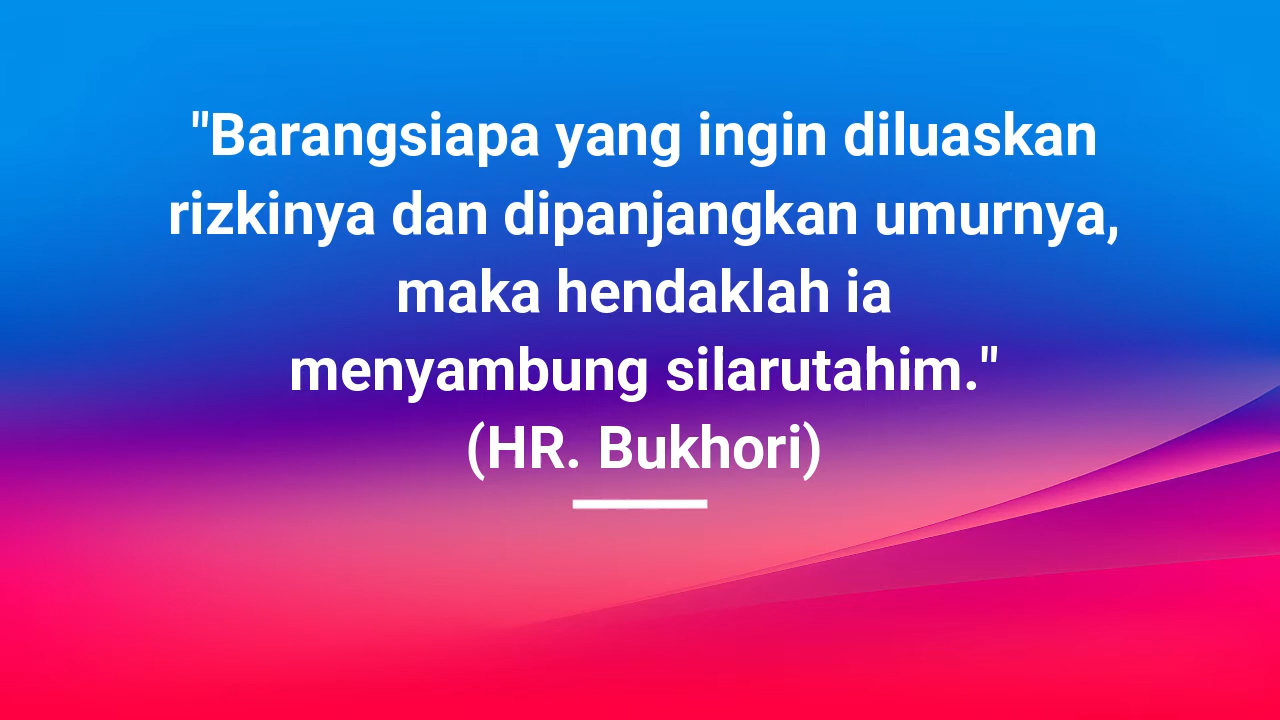 "Barangsiapa yang ingin diluaskan
rizkinya dan dipanjangkan umurnya,
maka hendaklah ia
menyambung silarutahim."
(HR. Bukhori)